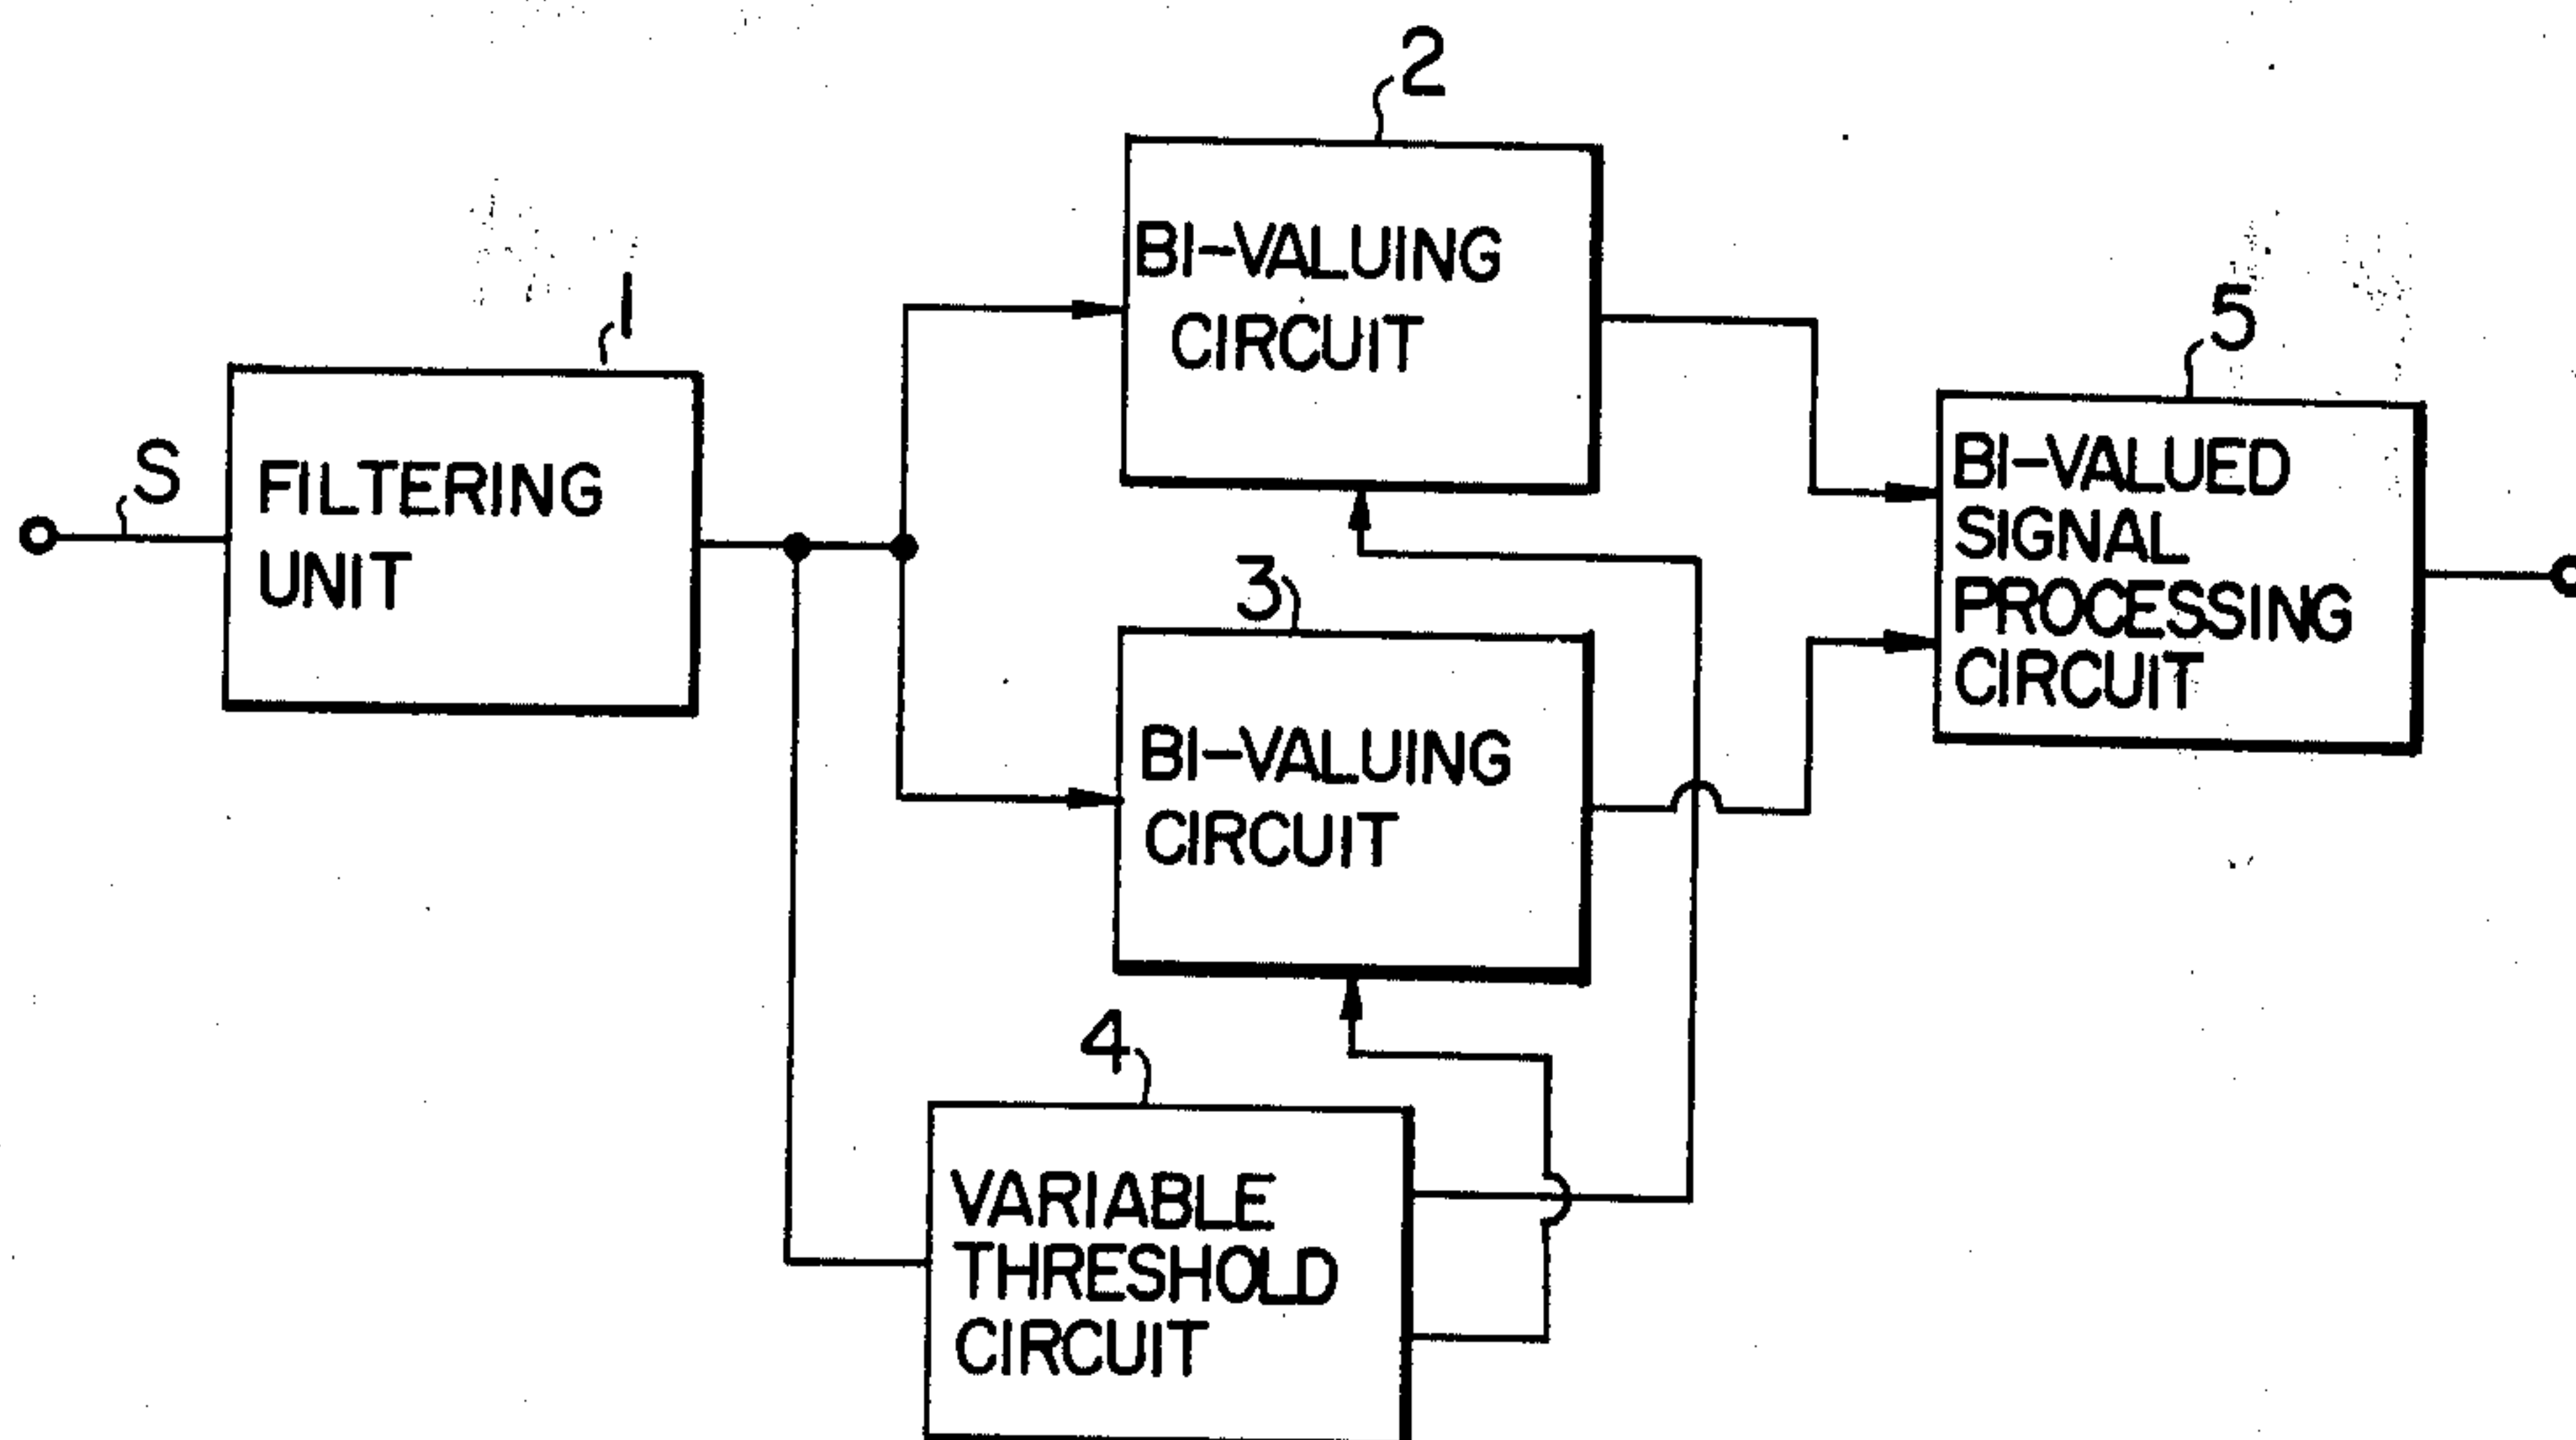 S
1
FILTERING
UNIT
2
BI-VALUING
CIRCUIT
3
BI-VALUING
CIRCUIT
4
VARIABLE
THRESHOLD
CIRCUIT
5
BI-VALUED
SIGNAL
PROCESSING
CIRCUIT